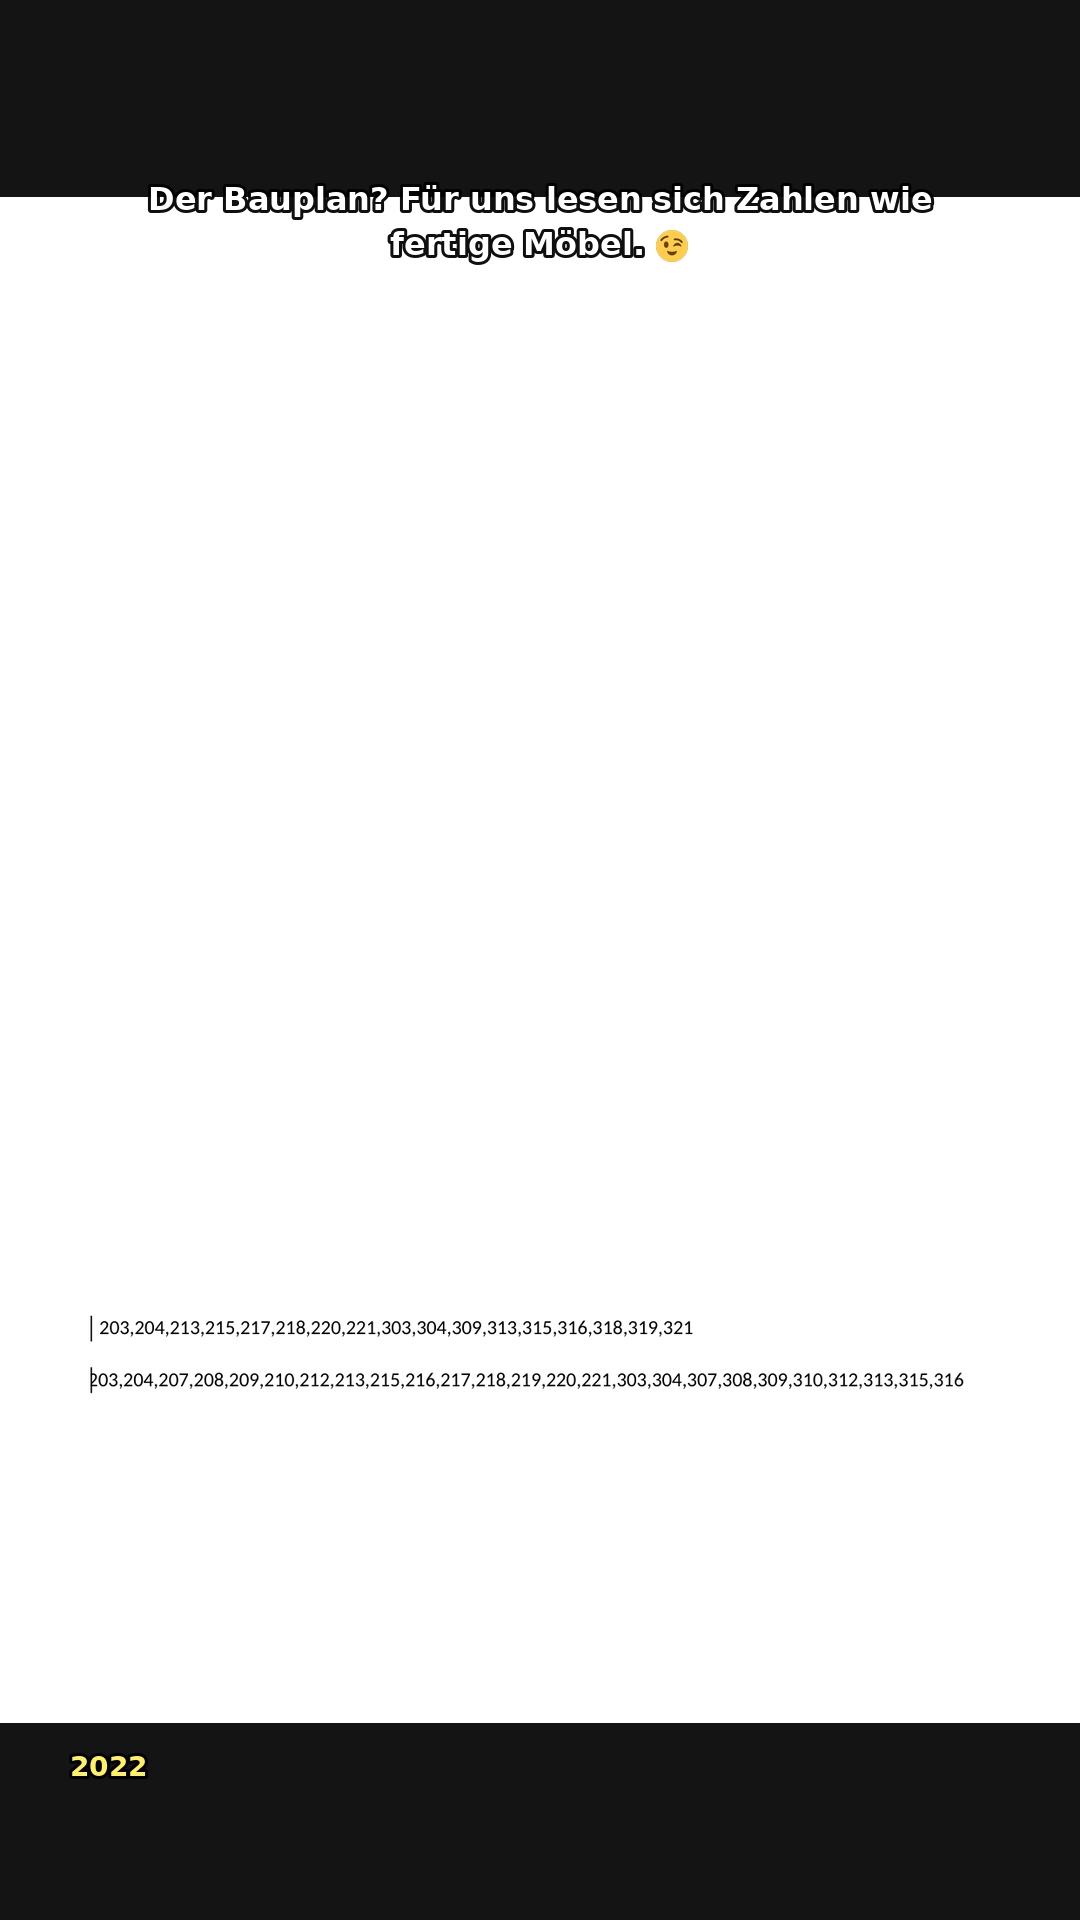 Der Bauplan? Für uns lesen sich Zahlen wie
fertige Möbel. 😉
203,204,213,215,217,218,220,221,303,304,309,313,315,316,318,319,321
203,204,207,208,209,210,212,213,215,216,217,218,219,220,221,303,304,307,308,309,310,312,313,315,316
2022